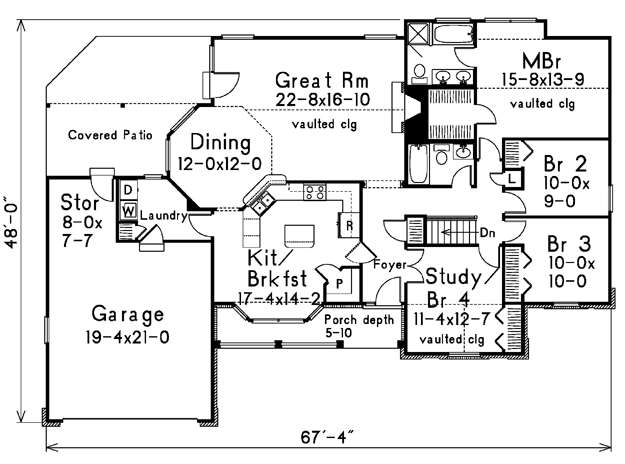 MBr
15-8x13-9
vaulted clg
Great Rm
22-8x16-10
vaulted clg
Covered Patio
Dining
12-0x12-0
Br 2
10-0x
9-0
L
Stor
8-0x
7-7
D
W
Laundry
R
Dn
Kit/
Brkfst
17-4x14-2
P
Foyer
Study/
Br 4
11-4x12-7
vaulted clg
Br 3
10-0x
10-0
Garage
19-4x21-0
Porch depth
5-10
48'-0"
67'-4"